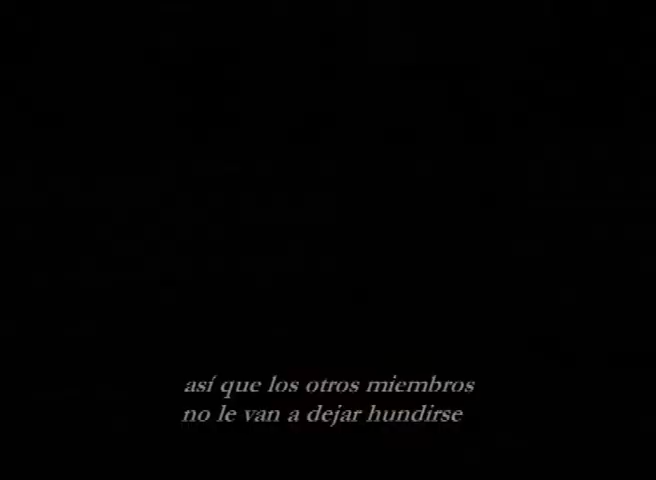 así que los otros miembros
no le van a dejar hundirse